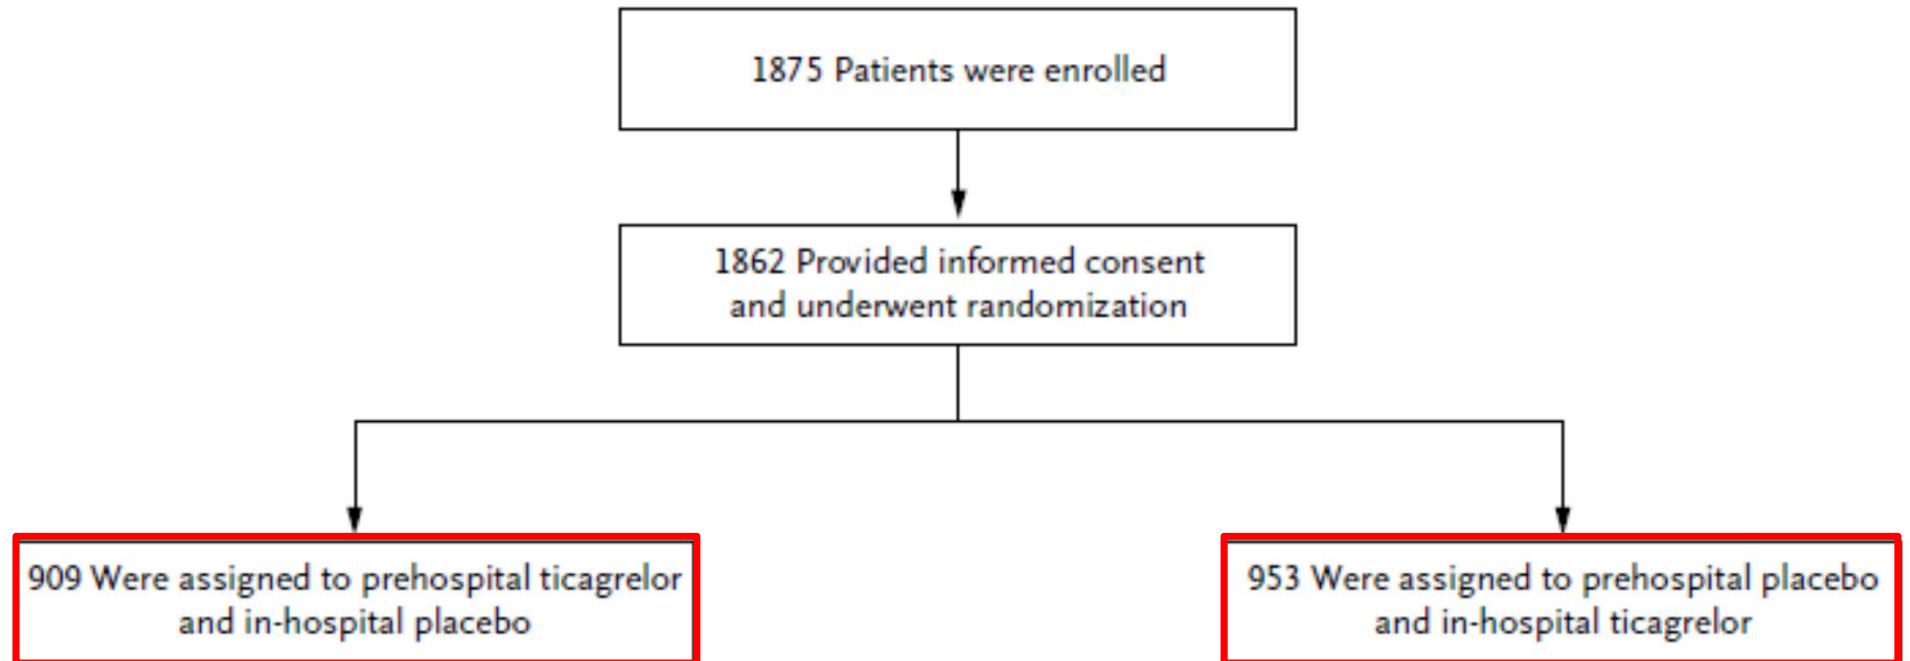 1875 Patients were enrolled
1862 Provided informed consent
and underwent randomization
909 Were assigned to prehospital ticagrelor
and in-hospital placebo
953 Were assigned to prehospital placebo
and in-hospital ticagrelor